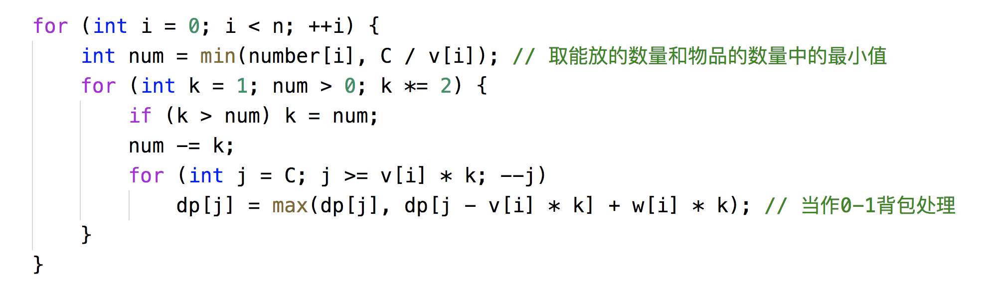 for (int i = 0; i < n; ++i) {
    int num = min(number[i], C / v[i]); // 取能放的数量和物品的数量中的最小值
    for (int k = 1; num > 0; k *= 2) {
        if (k > num) k = num;
        num -= k;
        for (int j = C; j >= v[i] * k; --j)
            dp[j] = max(dp[j], dp[j - v[i] * k] + w[i] * k); // 当作0-1背包处理
    }
}